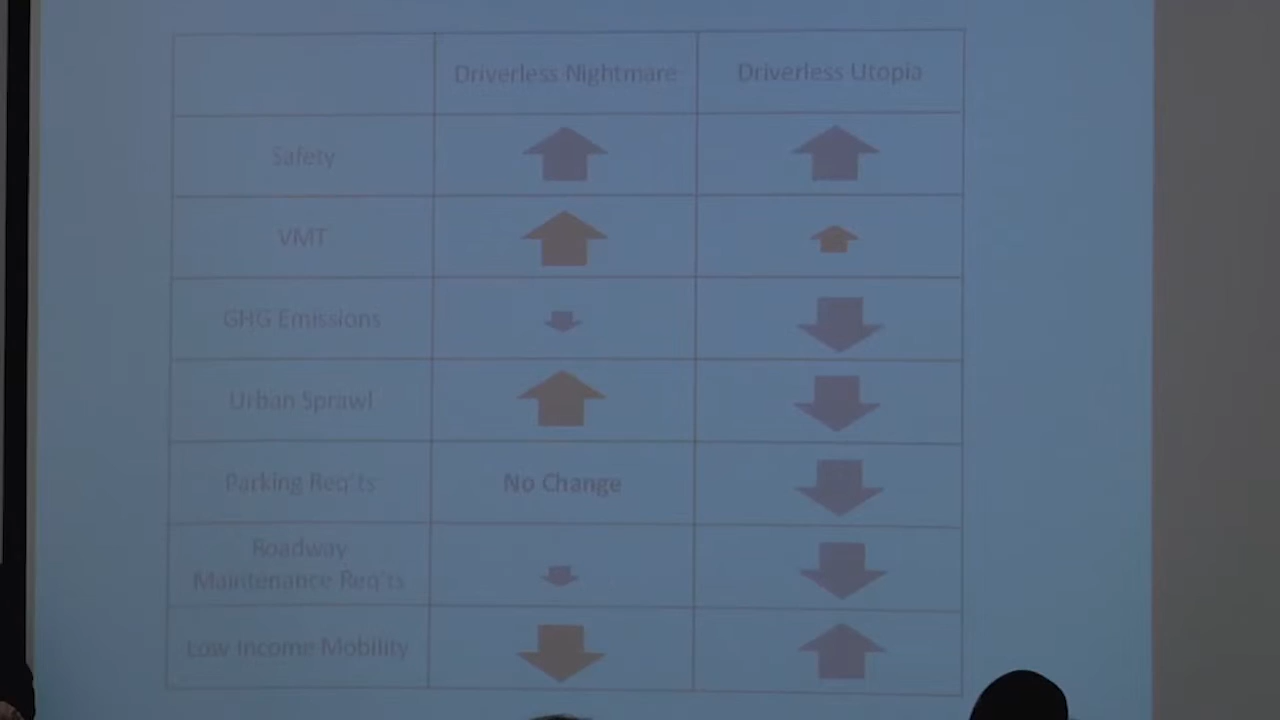 Driverless Nightmare
Driverless Utopia
Safety
VMT
GHG Emissions
Urban Sprawl
Parking Req'ts
No Change
Roadway
Maintenance Req'ts
Low Income Mobility